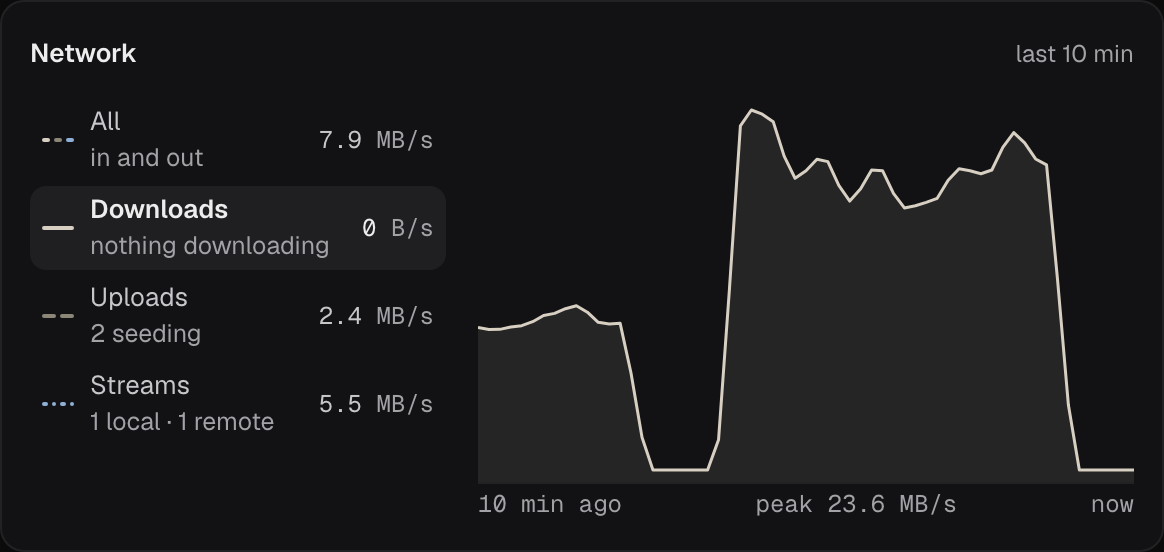 Network
last 10 min
All
in and out
7.9 MB/s
Downloads
nothing downloading
0 B/s
Uploads
2 seeding
2.4 MB/s
Streams
1 local · 1 remote
5.5 MB/s
10 min ago
peak 23.6 MB/s
now